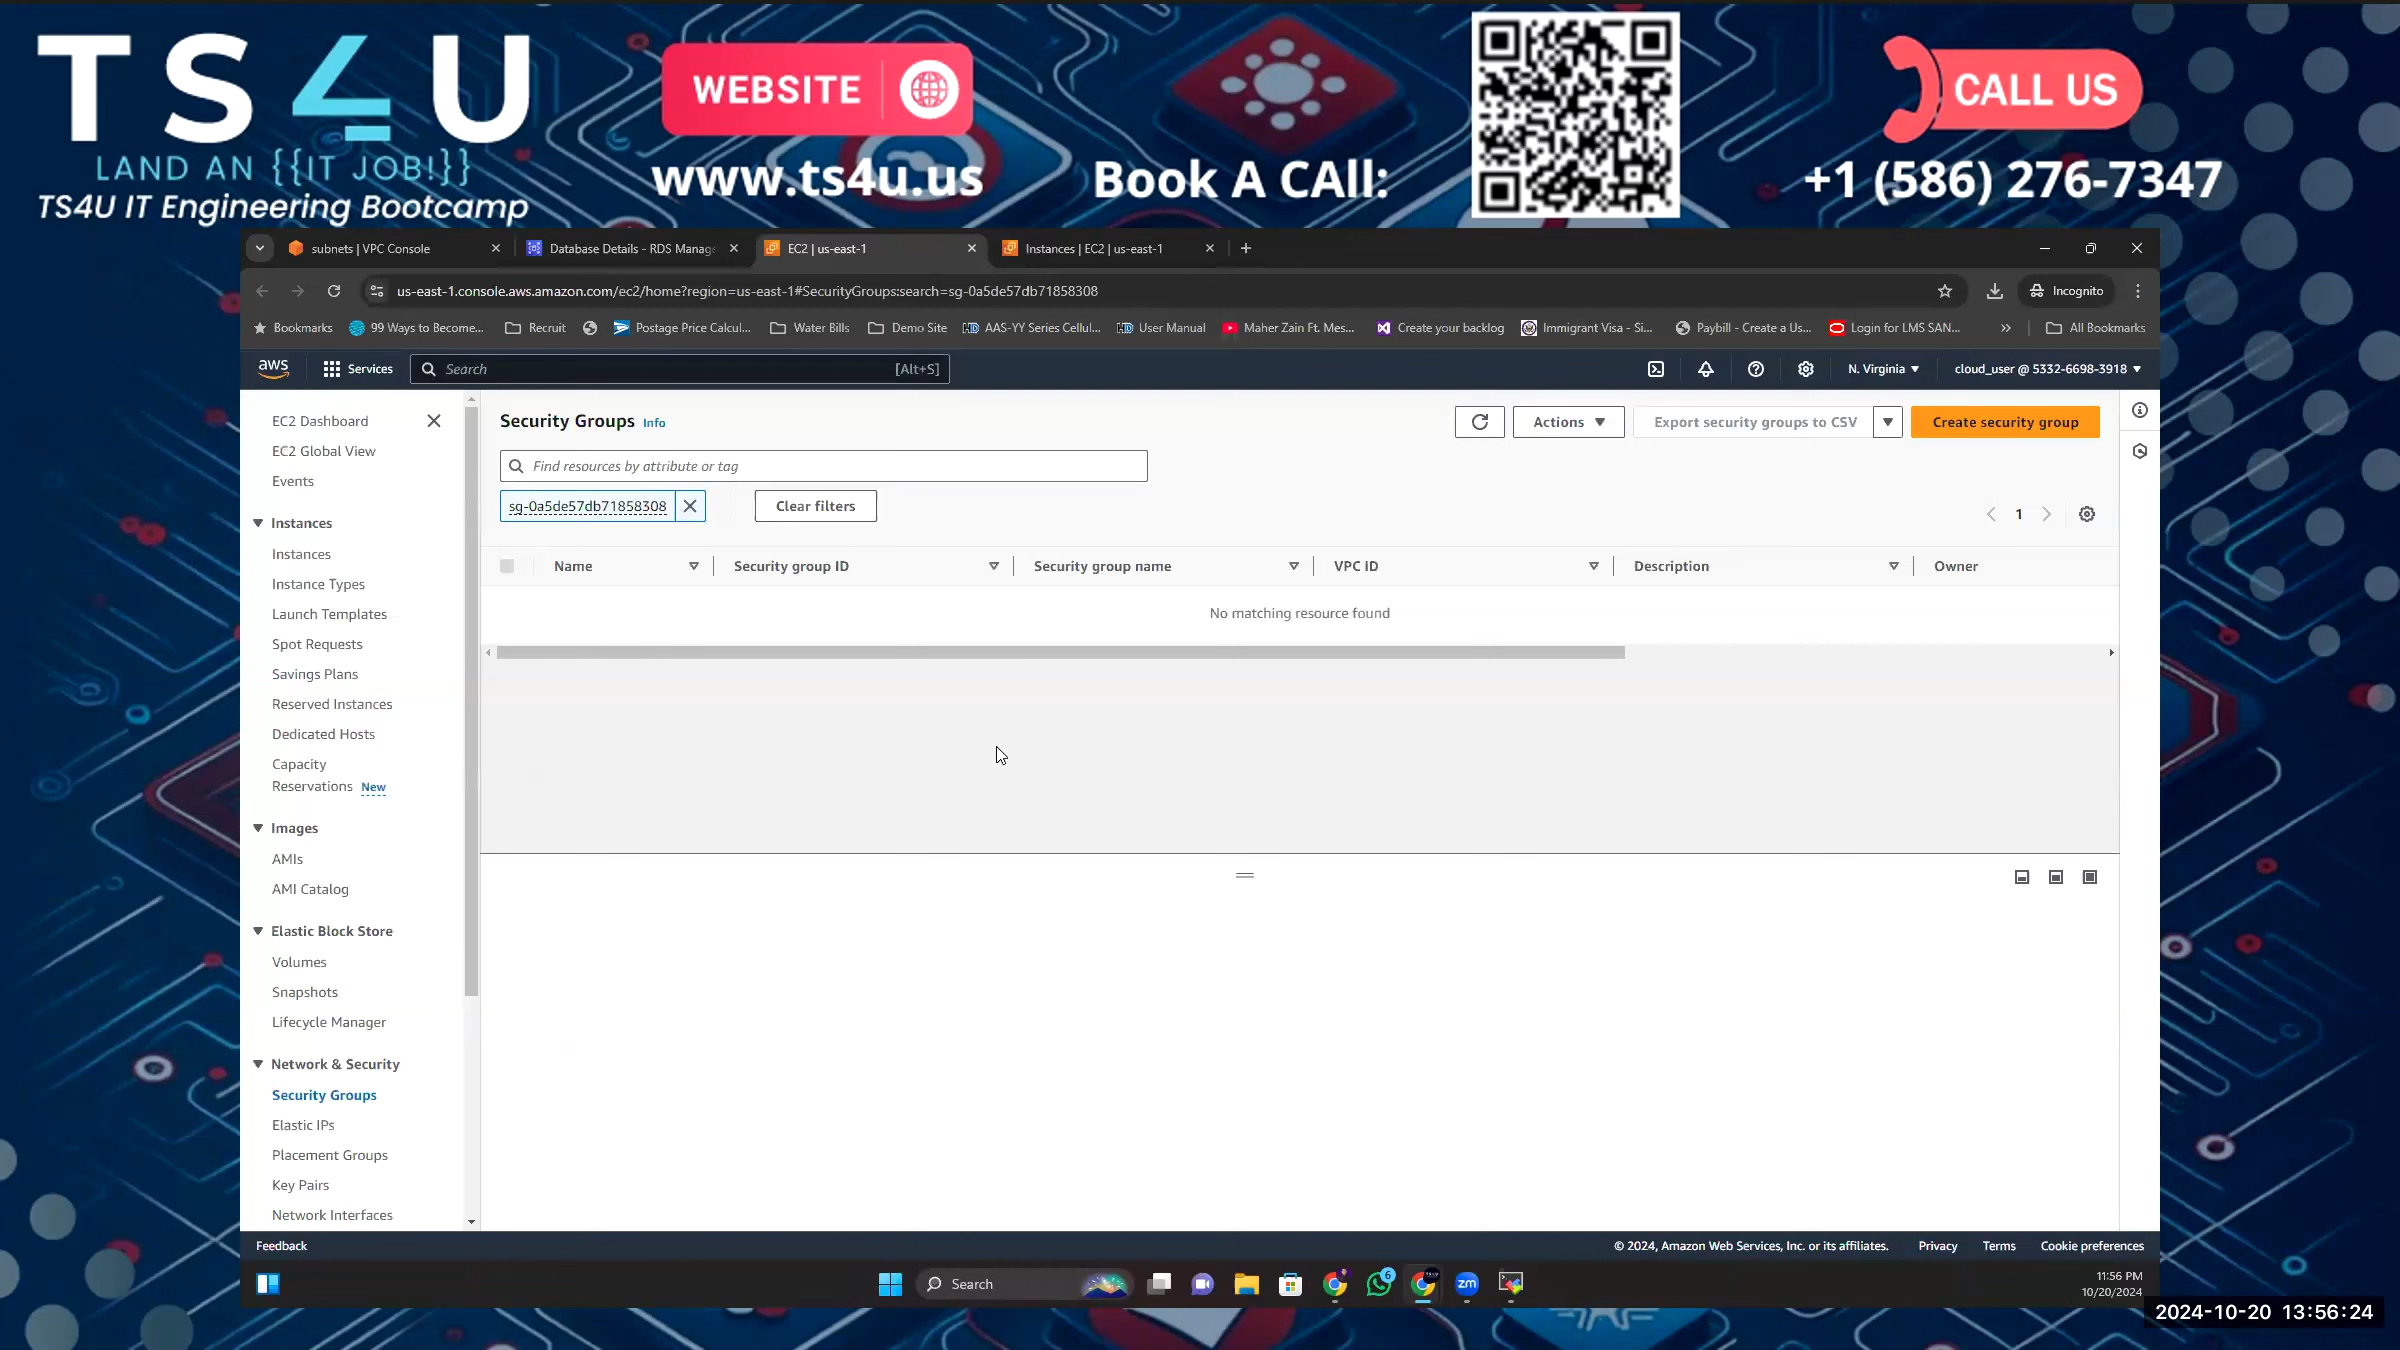 TS4U
LAND AN {{IT JOB!}}
TS4U IT Engineering Bootcamp
WEBSITE
www.ts4u.us
Book A CAll:
CALL US
+1 (586) 276-7347
subnets | VPC Console
Database Details - RDS Manag
EC2 | us-east-1
Instances | EC2 | us-east-1
us-east-1.console.aws.amazon.com/ec2/home?region=us-east-1#SecurityGroups:search=sg-0a5de57db71858308
Incognito
Bookmarks
99 Ways to Become...
Recruit
Postage Price Calcul...
Water Bills
Demo Site
AAS-YY Series Cellul...
User Manual
Maher Zain Ft. Mes...
Create your backlog
Immigrant Visa - Si...
Paybill - Create a Us...
Login for LMS SAN...
All Bookmarks
aws
Services
Search
[Alt+S]
N. Virginia
cloud_user @ 5332-6698-3918
EC2 Dashboard
EC2 Global View
Events
Instances
Instances
Instance Types
Launch Templates
Spot Requests
Savings Plans
Reserved Instances
Dedicated Hosts
Capacity
Reservations New
Images
AMIs
AMI Catalog
Elastic Block Store
Volumes
Snapshots
Lifecycle Manager
Network & Security
Security Groups
Elastic IPs
Placement Groups
Key Pairs
Network Interfaces
Security Groups Info
Actions
Export security groups to CSV
Create security group
Find resources by attribute or tag
sg-0a5de57db71858308
Clear filters
1
Name
Security group ID
Security group name
VPC ID
Description
Owner
No matching resource found
Feedback
© 2024, Amazon Web Services, Inc. or its affiliates.
Privacy
Terms
Cookie preferences
Search
6
zm
11:56 PM
10/20/2024
2024-10-20 13:56:24